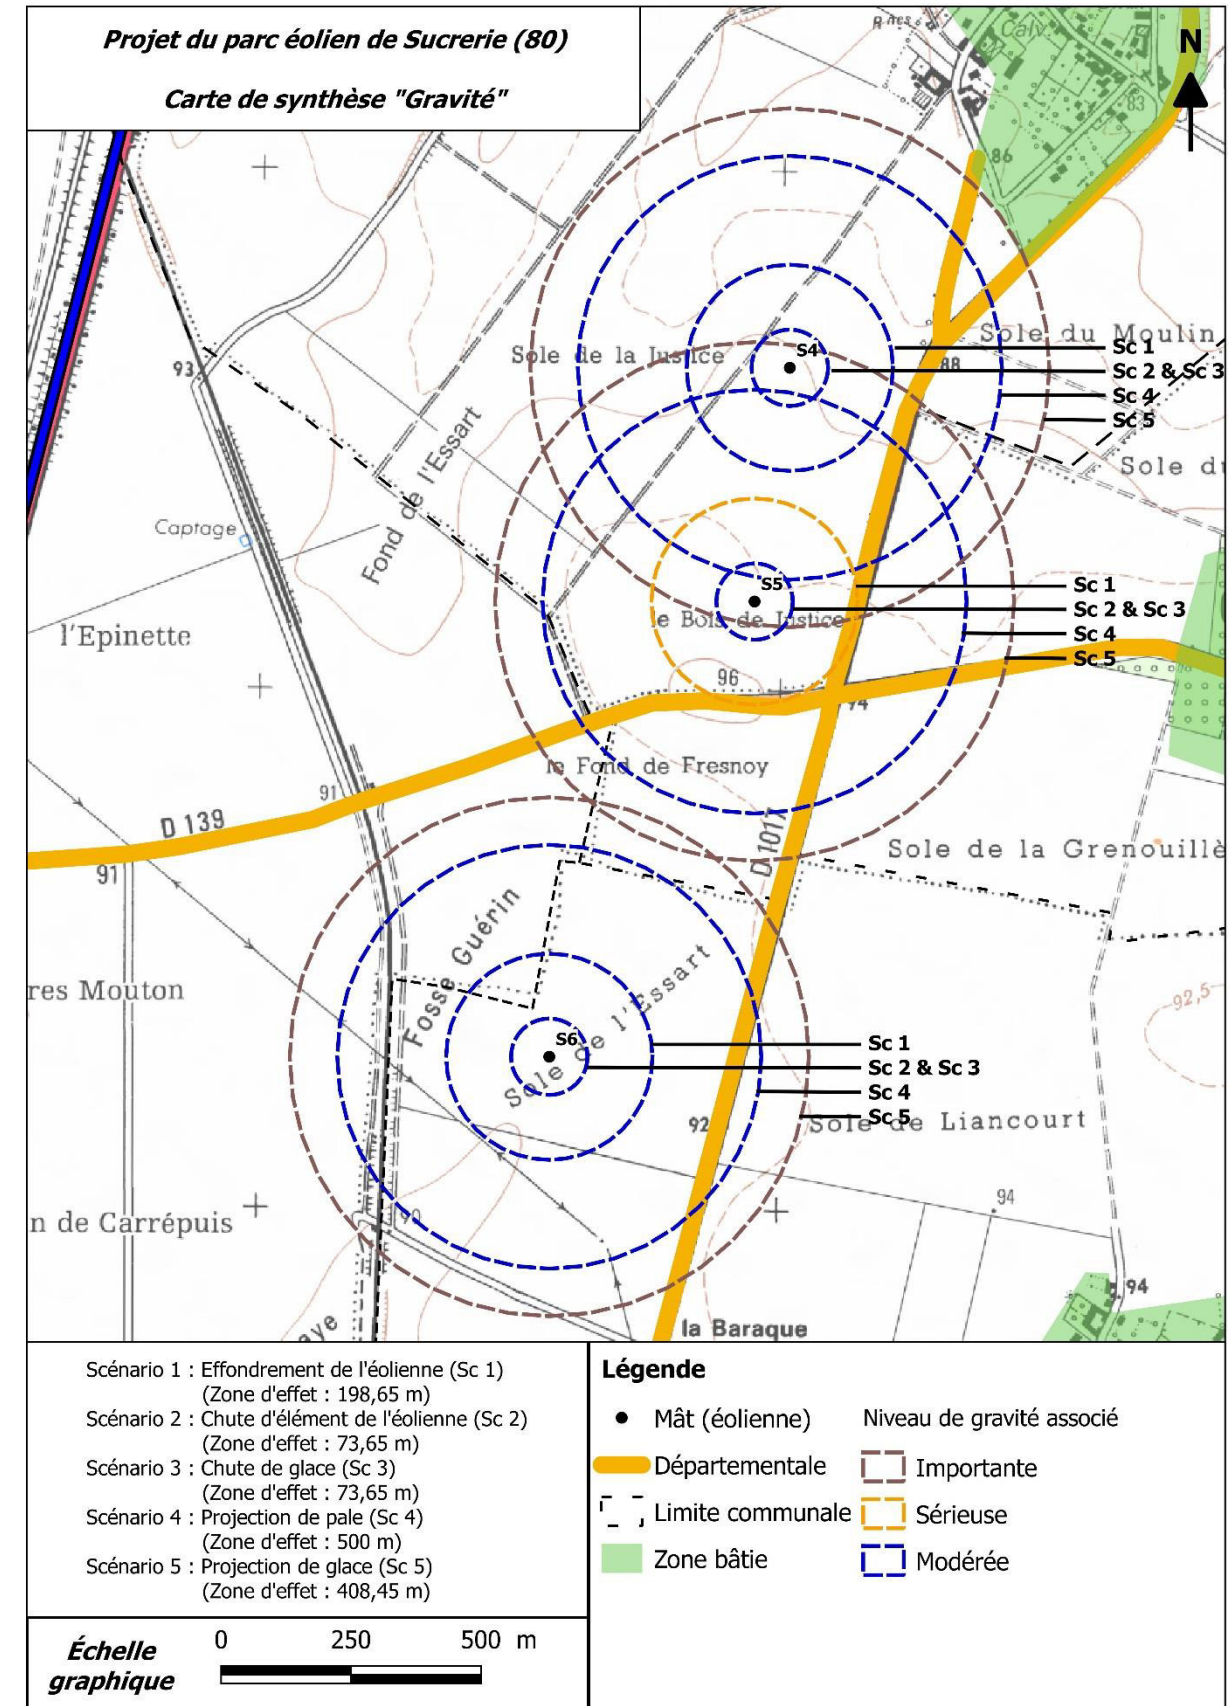 Projet du parc éolien de Sucrerie (80)
Carte de synthèse "Gravité"
Calv.
N
83
86
93
Sole de la Justice
S4
Sole du Moulin
88
Sc 1
Sc 2 & Sc 3
Sc 4
Sc 5
Sole du
Fond de l'Essart
Captage
S5
Sc 1
Sc 2 & Sc 3
Sc 4
Sc 5
l'Epinette
le Bois de Justice
96
94
le Fond de Fresnoy
91
D 139
91
D 1017
Sole de la Grenouillè
Fosse Guérin
res Mouton
Sole de l'Essart
92,5
S6
Sc 1
Sc 2 & Sc 3
Sc 4
Sc 5
92
Sole de Liancourt
94
n de Carrépuis
90
94
aye
la Baraque
Scénario 1 : Effondrement de l'éolienne (Sc 1)
(Zone d'effet : 198,65 m)
Scénario 2 : Chute d'élément de l'éolienne (Sc 2)
(Zone d'effet : 73,65 m)
Scénario 3 : Chute de glace (Sc 3)
(Zone d'effet : 73,65 m)
Scénario 4 : Projection de pale (Sc 4)
(Zone d'effet : 500 m)
Scénario 5 : Projection de glace (Sc 5)
(Zone d'effet : 408,45 m)
Légende
Mât (éolienne)
Départementale
Limite communale
Zone bâtie
Niveau de gravité associé
Importante
Sérieuse
Modérée
Échelle
graphique
0 250 500 m